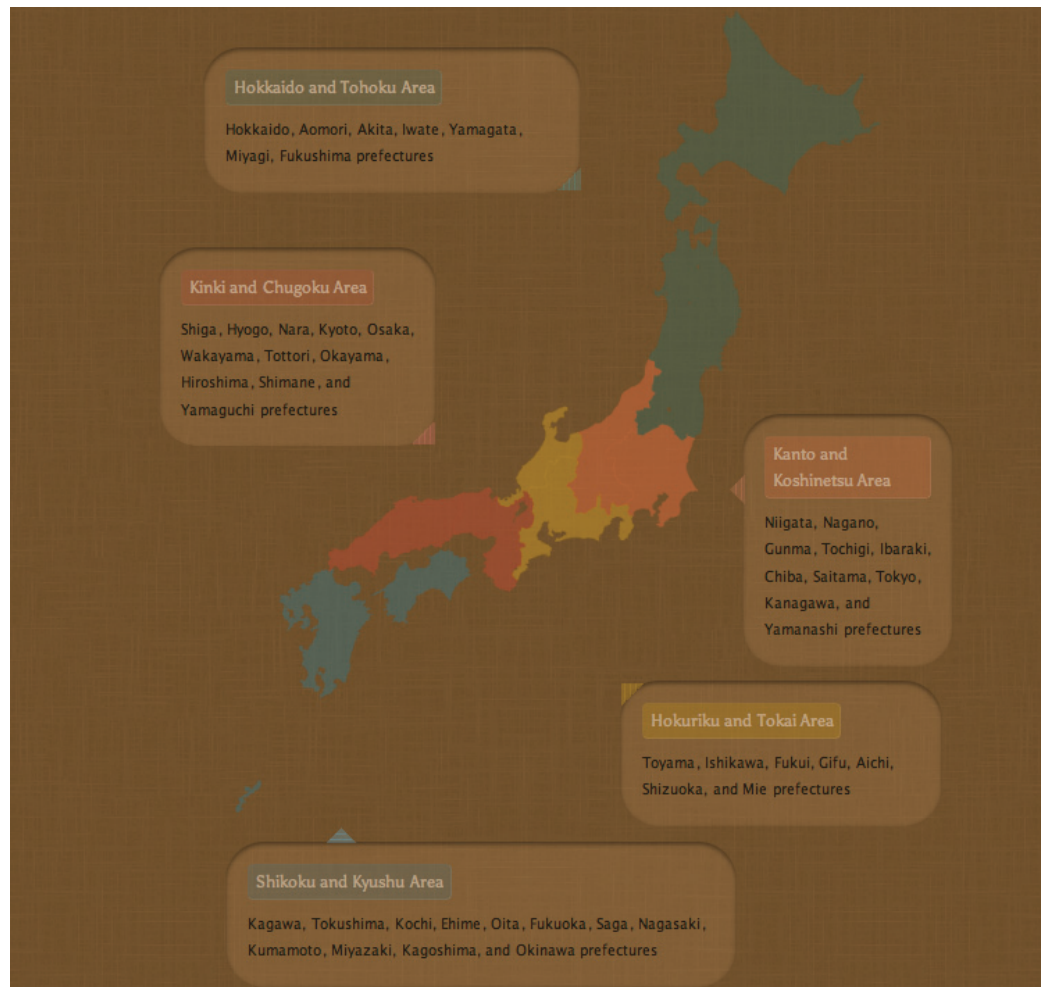 Hokkaido and Tohoku Area
Hokkaido, Aomori, Akita, Iwate, Yamagata,
Miyagi, Fukushima prefectures
Kinki and Chugoku Area
Shiga, Hyogo, Nara, Kyoto, Osaka,
Wakayama, Tottori, Okayama,
Hiroshima, Shimane, and
Yamaguchi prefectures
Kanto and
Koshinetsu Area
Niigata, Nagano,
Gunma, Tochigi, Ibaraki,
Chiba, Saitama, Tokyo,
Kanagawa, and
Yamanashi prefectures
Hokuriku and Tokai Area
Toyama, Ishikawa, Fukui, Gifu, Aichi,
Shizuoka, and Mie prefectures
Shikoku and Kyushu Area
Kagawa, Tokushima, Kochi, Ehime, Oita, Fukuoka, Saga, Nagasaki,
Kumamoto, Miyazaki, Kagoshima, and Okinawa prefectures